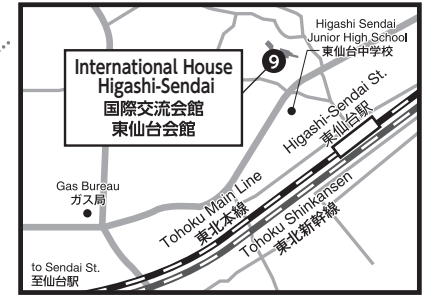 Higashi Sendai
Junior High School
東仙台中学校
9
International House
Higashi-Sendai
国際交流会館
東仙台会館
Higashi-Sendai St.
東仙台駅
Gas Bureau
ガス局
Tohoku Main Line
東北本線
Tohoku Shinkansen
東北新幹線
to Sendai St.
至仙台駅